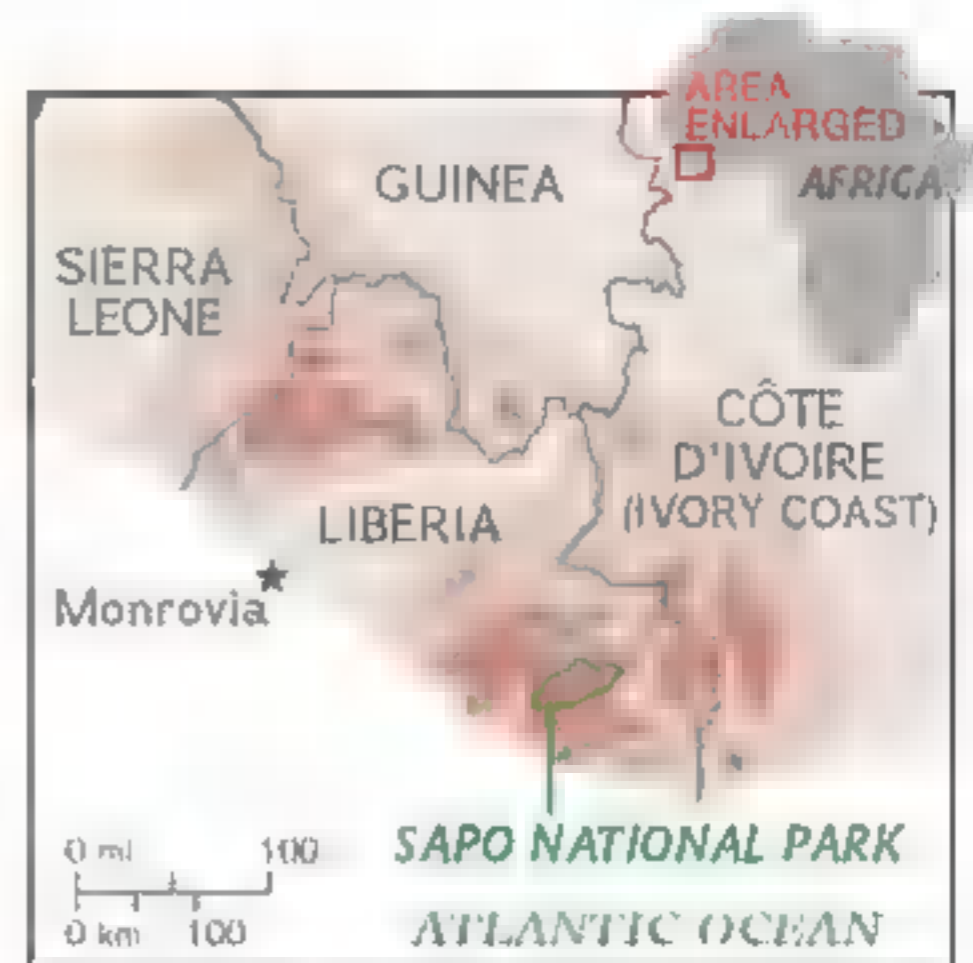 AREA
ENLARGED
AFRICA
GUINEA
SIERRA
LEONE
CÔTE
D'IVOIRE
(IVORY COAST)
LIBERIA
Monrovia
SAPO NATIONAL PARK
0 mi 100
0 km 100
ATLANTIC OCEAN